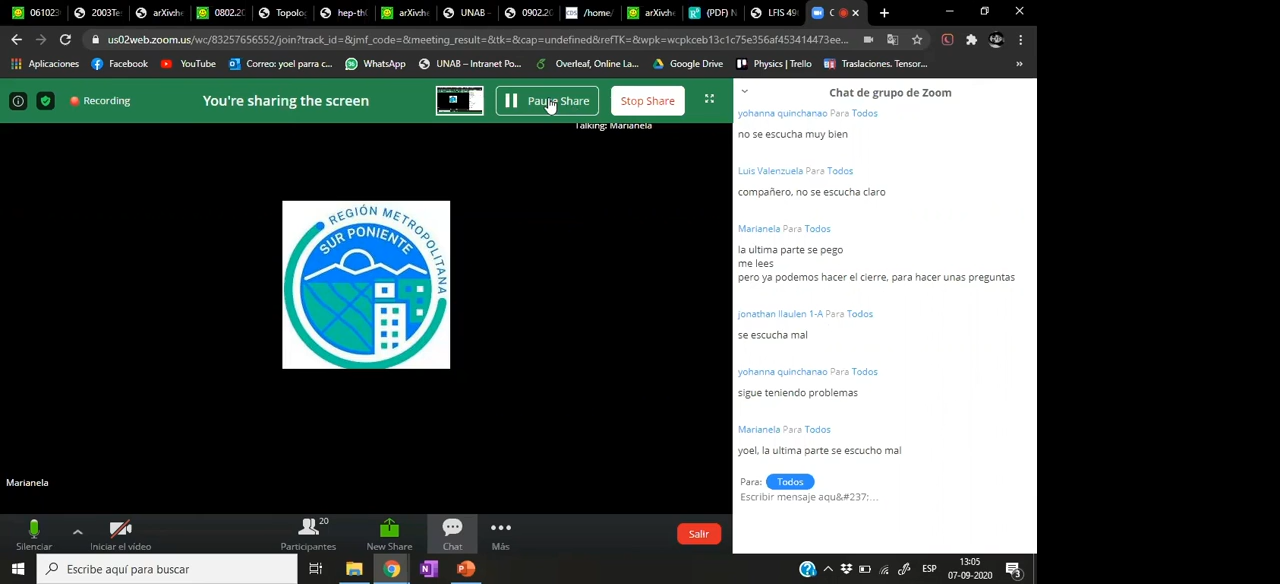 06102
2003Tes
arXiv:he
0802.20
Topolog
hep-th0
arXiv:he
UNAB -
0902.20
/home/
arXiv:he
(PDF) N
LFIS 49
us02web.zoom.us/wc/83257656552/join?track_id=&jmf_code=&meeting_result=&tk=&cap=undefined&refTK=&wpk=wcpkceb13c1c75e356af453414473ee...
Aplicaciones
Facebook
YouTube
Correo: yoel parra c...
WhatsApp
UNAB – Intranet Po...
Overleaf, Online La...
Google Drive
Physics | Trello
Traslaciones. Tensor...
»
Recording
You're sharing the screen
Pause Share
Stop Share
Talking: Marianela
REGIÓN METROPOLITANA
SUR PONIENTE
Marianela
Chat de grupo de Zoom
yohanna quinchanao Para Todos
no se escucha muy bien
Luis Valenzuela Para Todos
compañero, no se escucha claro
Marianela Para Todos
la ultima parte se pego
me lees
pero ya podemos hacer el cierre, para hacer unas preguntas
jonathan llaulen 1-A Para Todos
se escucha mal
yohanna quinchanao Para Todos
sigue teniendo problemas
Marianela Para Todos
yoel, la ultima parte se escucho mal
Para: Todos
Escribir mensaje aqu&#237:...
Silenciar
Iniciar el vídeo
20
Participantes
New Share
Chat
Más
Salir
Escribe aquí para buscar
ESP
13:05
07-09-2020
3